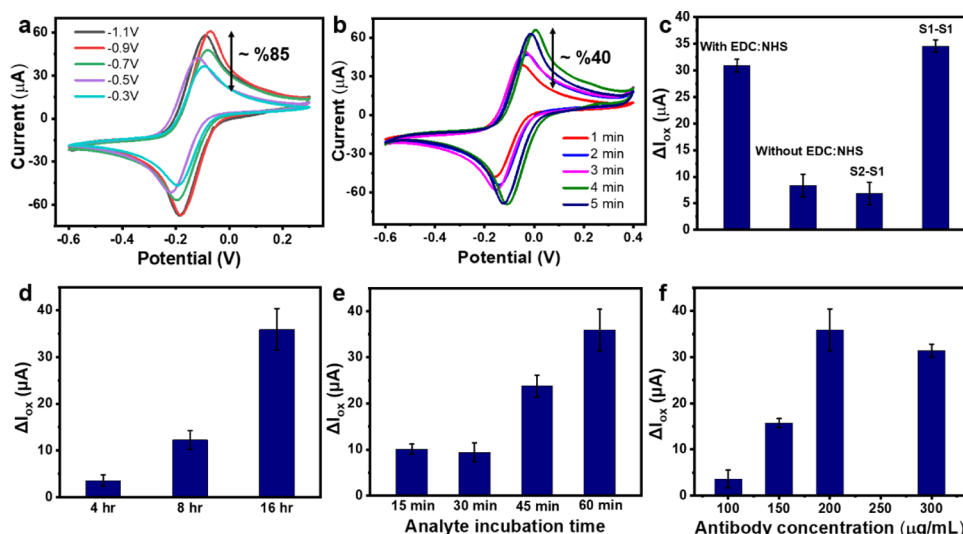 a
-1.1V
-0.9V
-0.7V
-0.5V
-0.3V
~ %85
Current (µA)
60
30
0
-30
-60
-0.6
-0.4
-0.2
0.0
0.2
Potential (V)
b
~ %40
1 min
2 min
3 min
4 min
5 min
Current (µA)
60
30
0
-30
-60
-0.6
-0.4
-0.2
0.0
0.2
0.4
Potential (V)
c
With EDC:NHS
Without EDC:NHS
S2-S1
S1-S1
ΔIox (µA)
40
35
30
25
20
15
10
5
0
d
ΔIox (µA)
40
30
20
10
0
4 hr
8 hr
16 hr
e
ΔIox (µA)
40
30
20
10
0
15 min
30 min
45 min
60 min
Analyte incubation time
f
ΔIox (µA)
40
30
20
10
0
100
150
200
250
300
Antibody concentration (µg/mL)